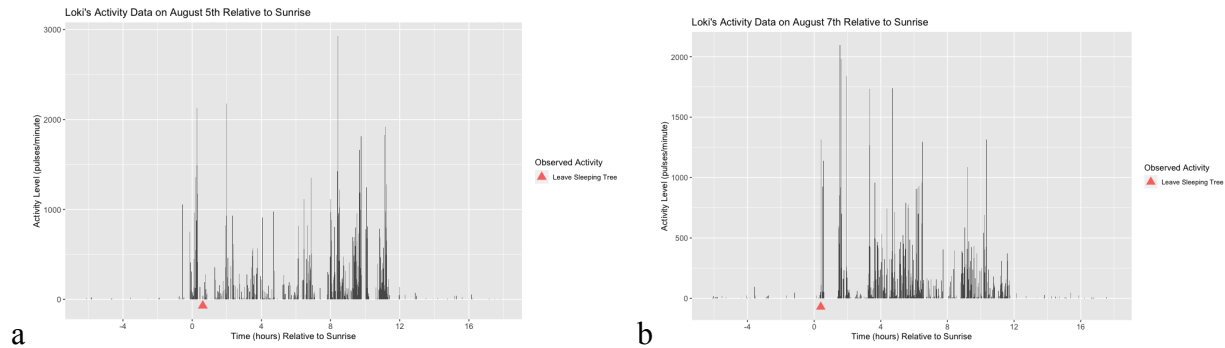 Loki's Activity Data on August 5th Relative to Sunrise
3000
2000
1000
0
Activity Level (pulses/minute)
-4
0
4
8
12
16
Time (hours) Relative to Sunrise
Observed Activity
Leave Sleeping Tree
a
Loki's Activity Data on August 7th Relative to Sunrise
2000
1500
1000
500
0
Activity Level (pulses/minute)
-4
0
4
8
12
16
Time (hours) Relative to Sunrise
Observed Activity
Leave Sleeping Tree
b